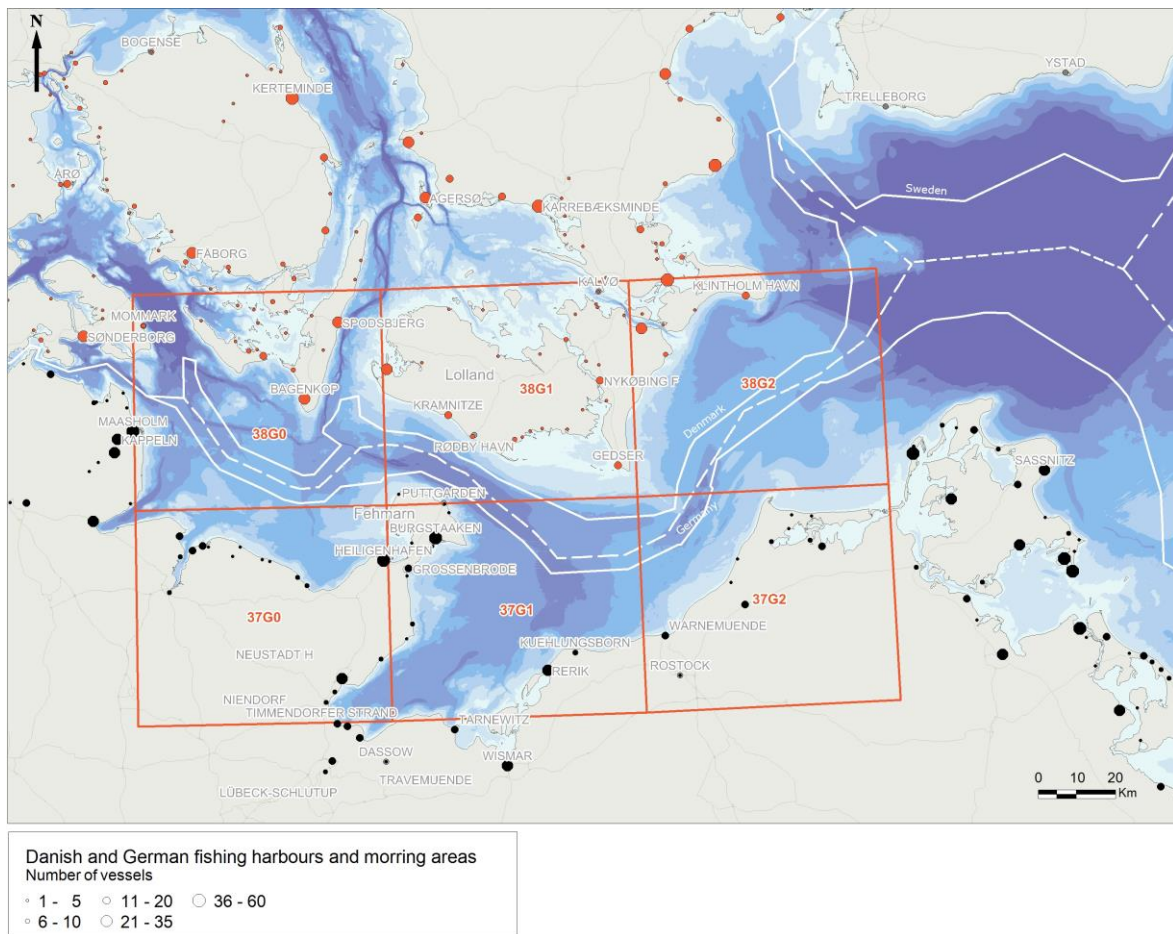 N
BOGENSE
YSTAD
KERTEMINDE
TRELLEBORG
ÅRØ
AGERSØ
Sweden
KARREBÆKSMINDE
FÅBORG
KALVØ
KLINTHOLM HAVN
MOMMARK
SPODSBJERG
SØNDERBORG
Lolland
38G1
NYKØBING F
38G2
BAGENKOP
KRAMNITZE
Denmark
MAASHOLM
38G0
RØDBY HAVN
KAPPELN
GEDSER
SASSNITZ
PUTTGARDEN
Fehmarn
Germany
BURGSTAAKEN
HEILIGENHAFEN
GROSSENBRODE
37G0
37G1
37G2
WARNEMUENDE
KUEHLUNGSBORN
NEUSTADT H
RERIK
ROSTOCK
NIENDORF
TIMMENDORFER STRAND
TARNEWITZ
DASSOW
WISMAR
TRAVEMUENDE
LÜBECK-SCHLUTUP
0 10 20
Km
Danish and German fishing harbours and morring areas
Number of vessels
1 - 5 11 - 20 36 - 60
6 - 10 21 - 35